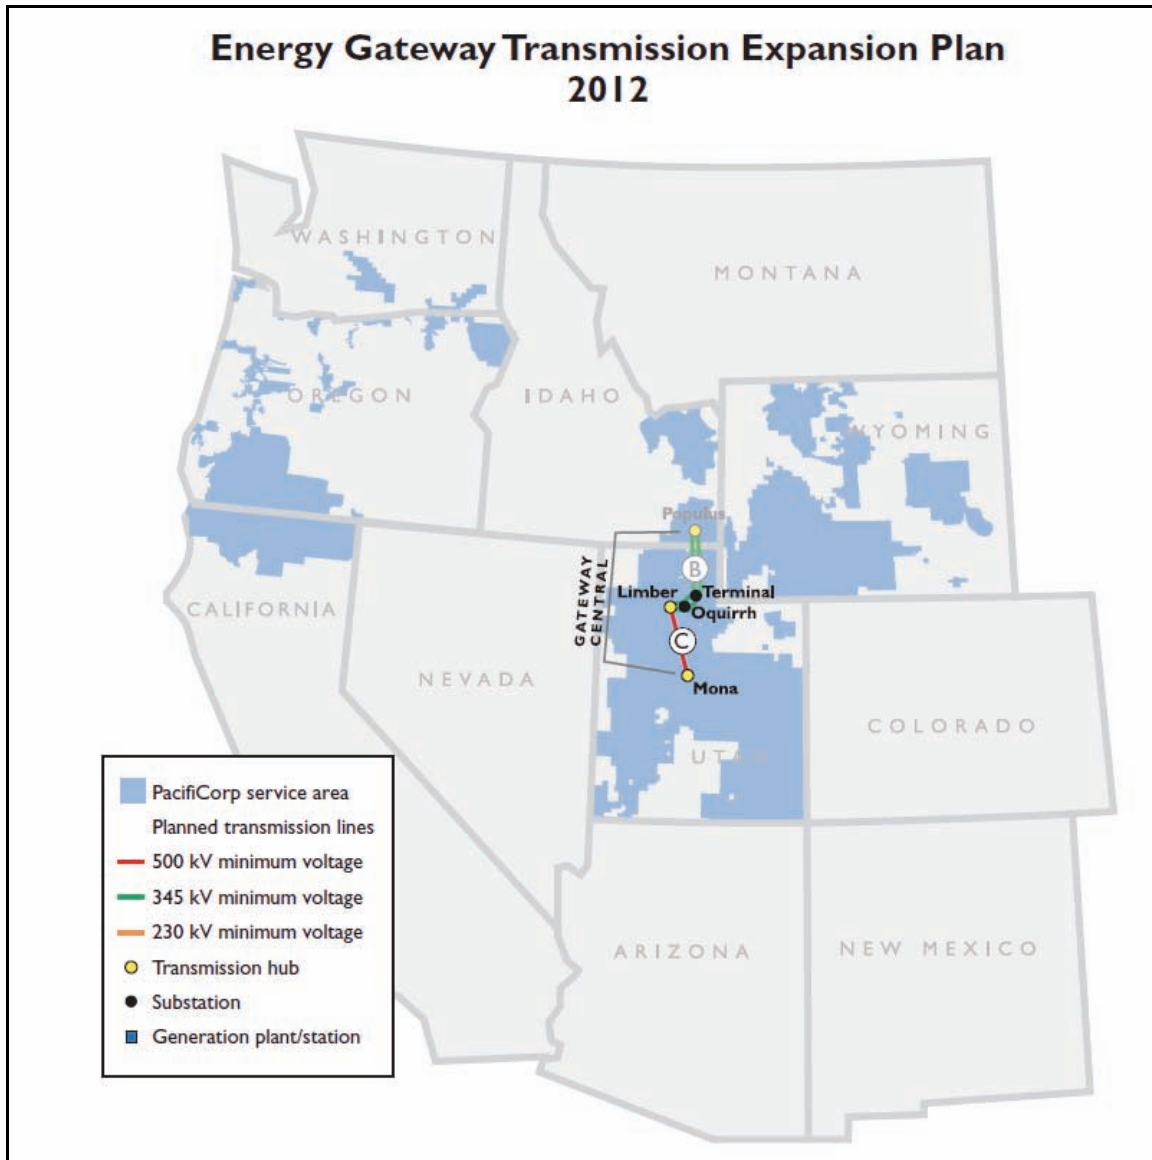 Energy Gateway Transmission Expansion Plan
2012
WASHINGTON
MONTANA
OREGON
IDAHO
WYOMING
Populus
B
GATEWAY
CENTRAL
Limber
Terminal
Oquirrh
CALIFORNIA
C
NEVADA
Mona
COLORADO
UTAH
PacifiCorp service area
Planned transmission lines
500 kV minimum voltage
345 kV minimum voltage
230 kV minimum voltage
Transmission hub
Substation
Generation plant/station
ARIZONA
NEW MEXICO